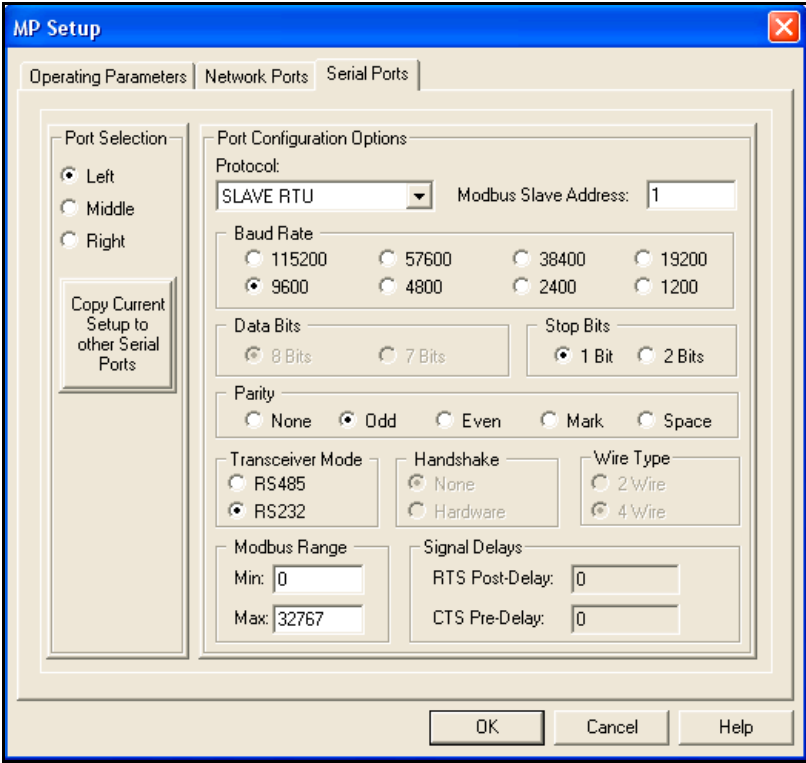 MP Setup
Operating Parameters Network Ports Serial Ports
Port Selection
Left
Middle
Right
Copy Current
Setup to
other Serial
Ports
Port Configuration Options
Protocol:
SLAVE RTU Modbus Slave Address: 1
Baud Rate
115200 57600 38400 19200
9600 4800 2400 1200
Data Bits Stop Bits
8 Bits 7 Bits 1 Bit 2 Bits
Parity
None Odd Even Mark Space
Transceiver Mode Handshake Wire Type
RS485 None 2 Wire
RS232 Hardware 4 Wire
Modbus Range Signal Delays
Min: 0 RTS Post-Delay: 0
Max: 32767 CTS Pre-Delay: 0
OK Cancel Help